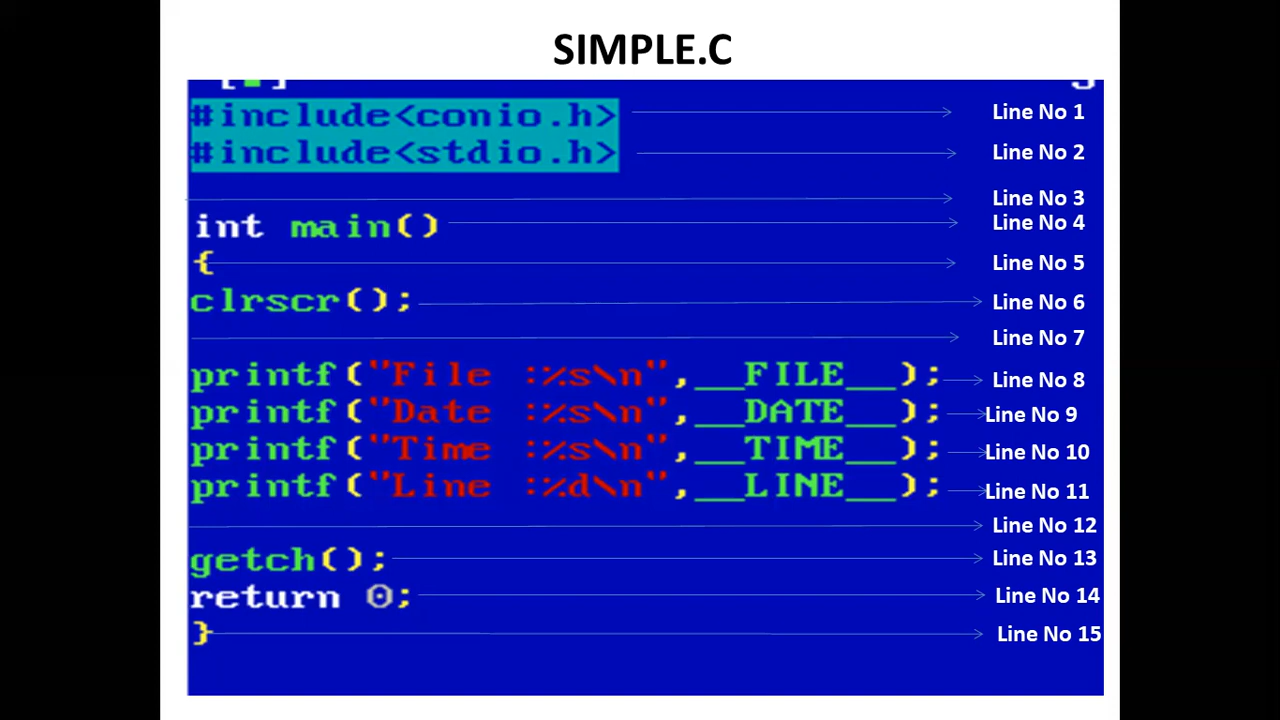 SIMPLE.C
[ ]
#include<conio.h> Line No 1
#include<stdio.h> Line No 2
Line No 3
int main() Line No 4
{ Line No 5
clrscr(); Line No 6
Line No 7
printf("File :%s\n",__FILE__); Line No 8
printf("Date :%s\n",__DATE__); Line No 9
printf("Time :%s\n",__TIME__); Line No 10
printf("Line :%d\n",__LINE__); Line No 11
Line No 12
getch(); Line No 13
return 0; Line No 14
} Line No 15